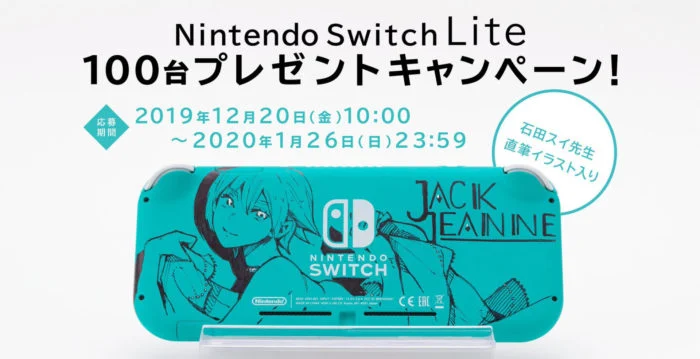 Nintendo Switch Lite
100台プレゼントキャンペーン!
応募
期間
2019年12月20日(金)10:00
～2020年1月26日(日)23:59
石田スイ先生
直筆イラスト入り
JACK
JEANNE
NINTENDO
SWITCH
Nintendo
CE EAC